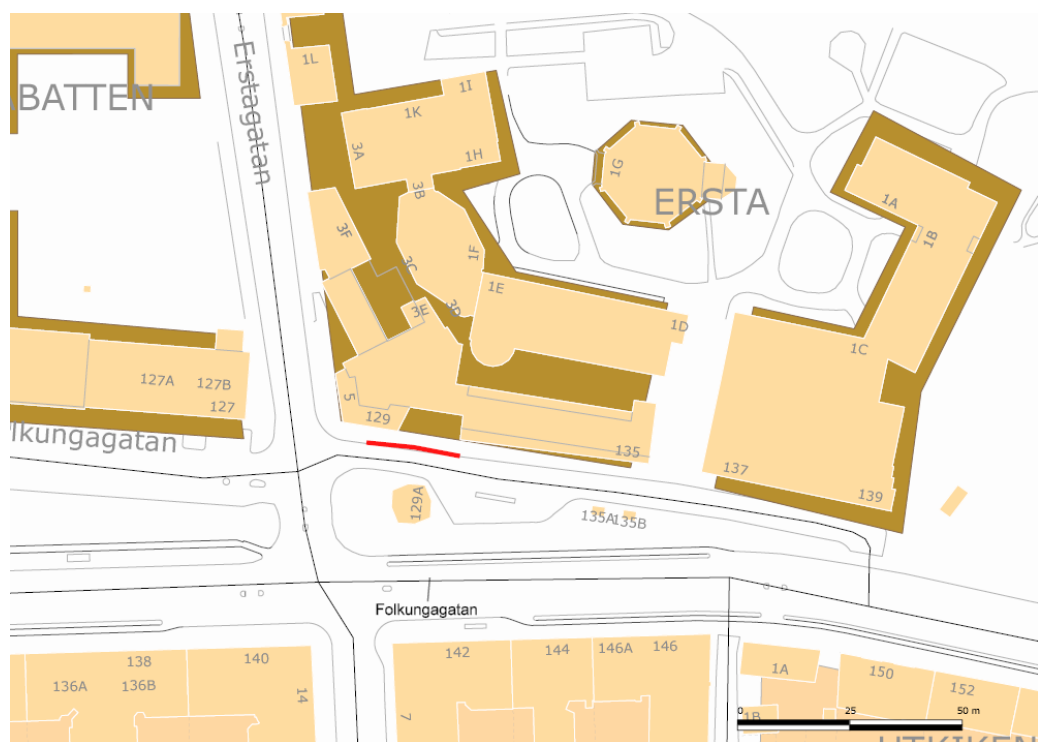 BATTEN
Erstagatan
1L
1I
1K
3A
1H
3B
1G
ERSTA
1A
1B
3F
3C
1F
3D
3E
1E
1D
1C
127A
127B
127
lkungagatan
5
129
135
137
139
129A
135A
135B
Folkungagatan
138
140
136A
136B
14
142
144
146A
146
7
1A
150
152
1B
0
25
50 m
UTKIKEN